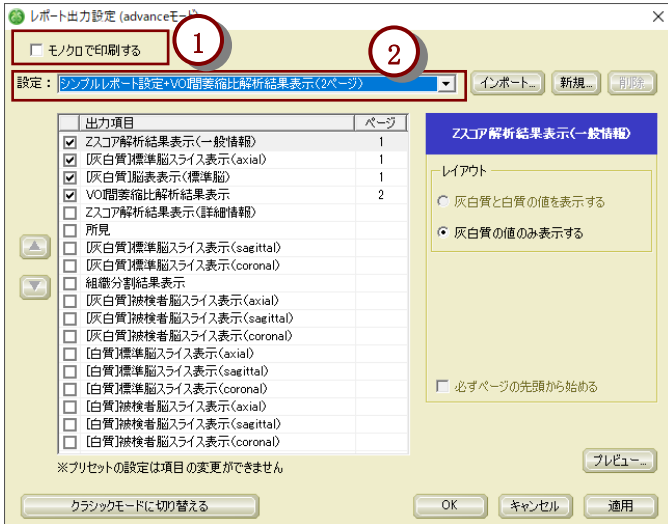 レポート出力設定 (advanceモード)
モノクロで印刷する
1
2
設定： シンプルレポート設定+VOI間萎縮比解析結果表示(2ページ)
インポート... 新規... 削除
出力項目 ページ
Zスコア解析結果表示(一般情報) 1
[灰白質]標準脳スライス表示(axial) 1
[灰白質]脳表表示(標準脳) 1
VOI間萎縮比解析結果表示 2
Zスコア解析結果表示(詳細情報)
所見
[灰白質]標準脳スライス表示(sagittal)
[灰白質]標準脳スライス表示(coronal)
組織分割結果表示
[灰白質]被検者脳スライス表示(axial)
[灰白質]被検者脳スライス表示(sagittal)
[灰白質]被検者脳スライス表示(coronal)
[白質]標準脳スライス表示(axial)
[白質]標準脳スライス表示(sagittal)
[白質]標準脳スライス表示(coronal)
[白質]被検者脳スライス表示(axial)
[白質]被検者脳スライス表示(sagittal)
[白質]被検者脳スライス表示(coronal)
※プリセットの設定は項目の変更ができません
Zスコア解析結果表示(一般情報)
レイアウト
灰白質と白質の値を表示する
灰白質の値のみ表示する
必ずページの先頭から始める
プレビュー...
クラシックモードに切り替える
OK キャンセル 適用